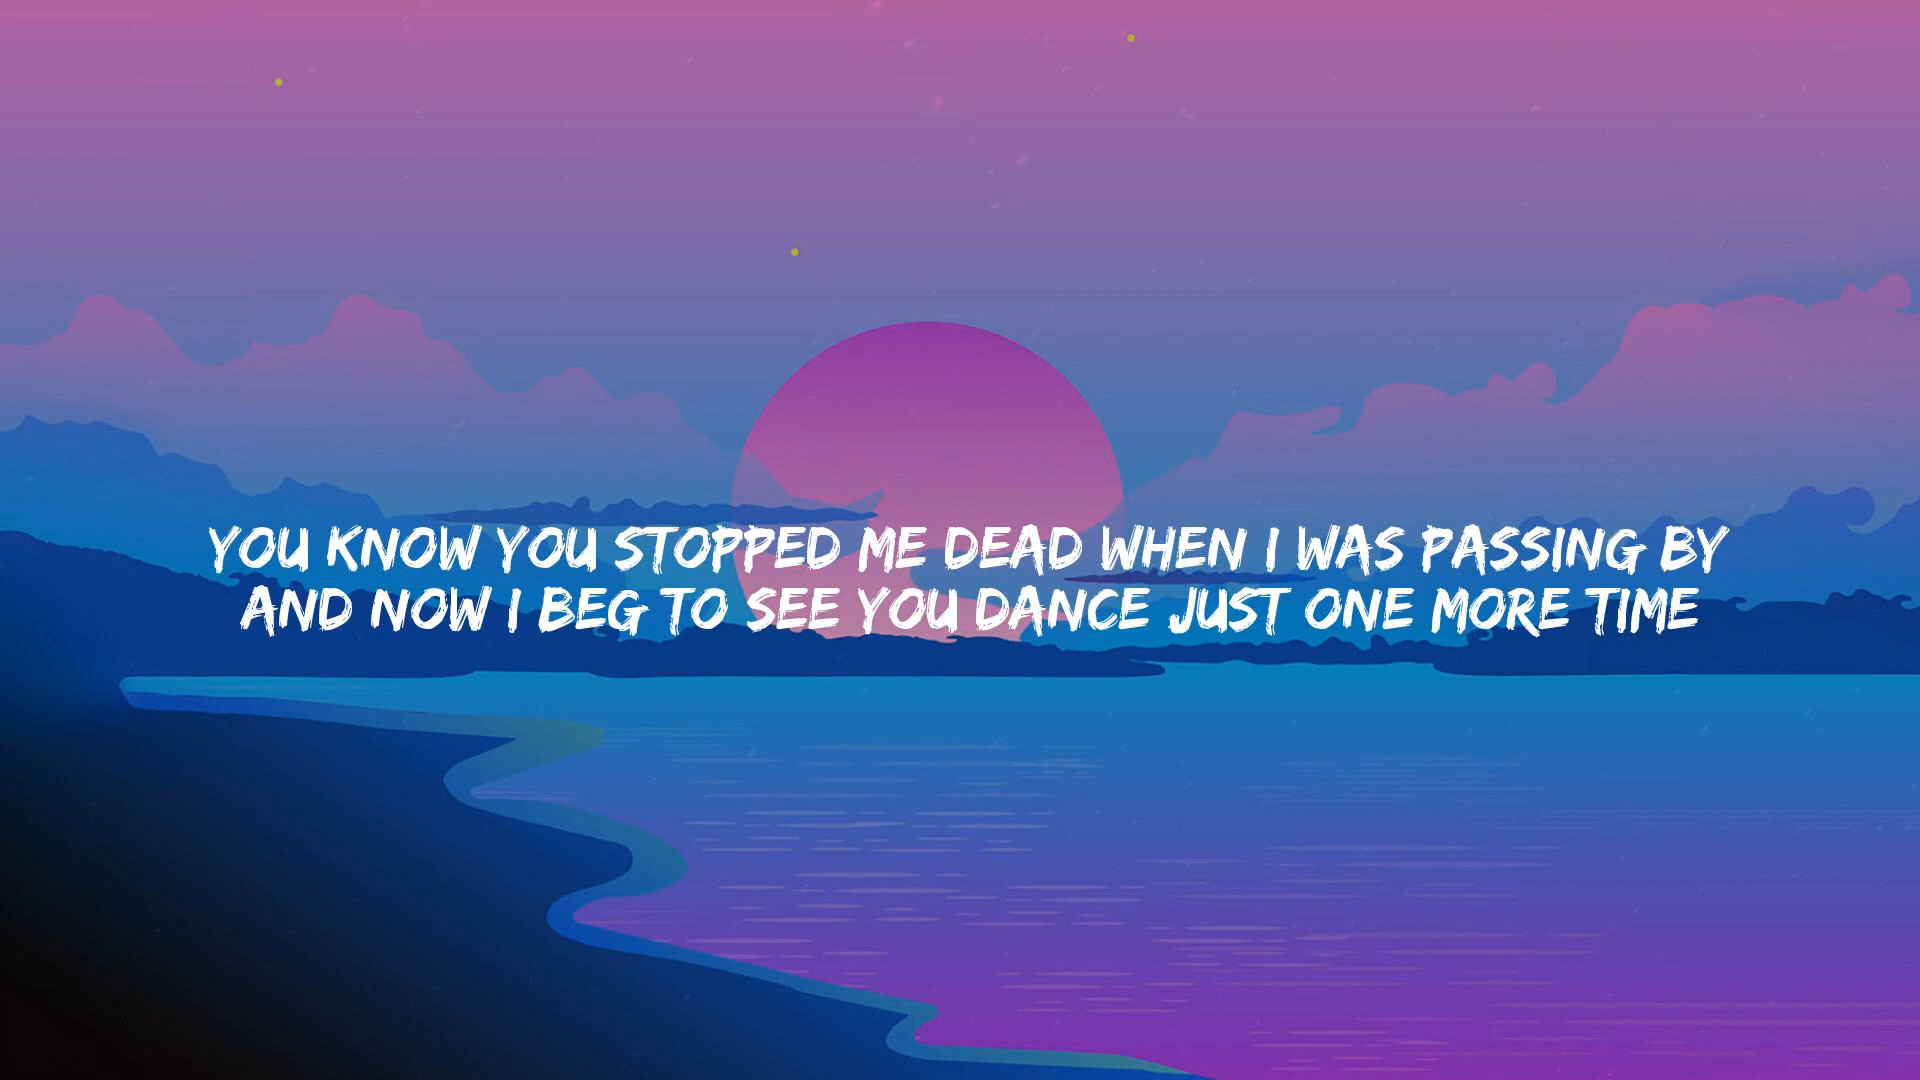 YOU KNOW YOU STOPPED ME DEAD WHEN I WAS PASSING BY
AND NOW I BEG TO SEE YOU DANCE JUST ONE MORE TIME